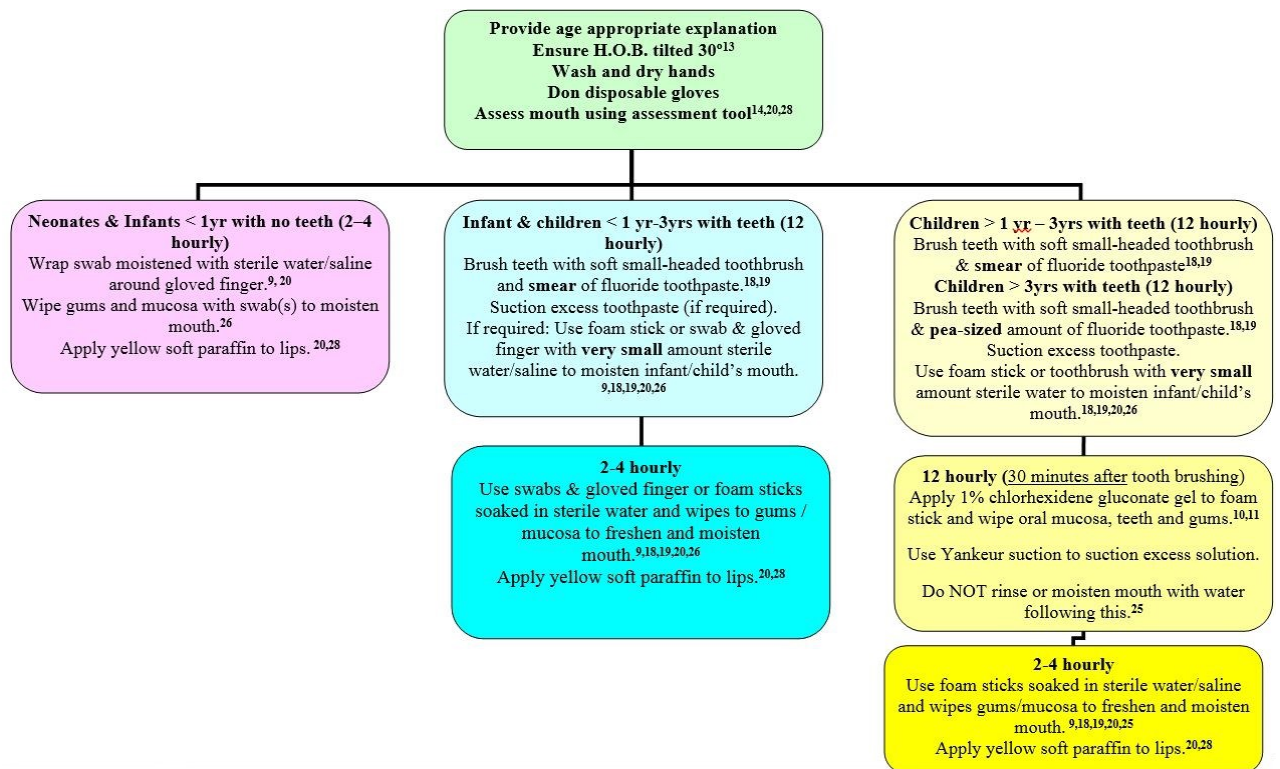 Provide age appropriate explanation
Ensure H.O.B. tilted 30º¹³
Wash and dry hands
Don disposable gloves
Assess mouth using assessment tool¹⁴,²⁰,²⁸
Neonates & Infants < 1yr with no teeth (2–4
hourly)
Wrap swab moistened with sterile water/saline
around gloved finger.⁹, ²⁰
Wipe gums and mucosa with swab(s) to moisten
mouth.²⁶
Apply yellow soft paraffin to lips. ²⁰,²⁸
Infant & children < 1 yr-3yrs with teeth (12
hourly)
Brush teeth with soft small-headed toothbrush
and smear of fluoride toothpaste.¹⁸,¹⁹
Suction excess toothpaste (if required).
If required: Use foam stick or swab & gloved
finger with very small amount sterile
water/saline to moisten infant/child’s mouth.
⁹,¹⁸,¹⁹,²⁰,²⁶
2-4 hourly
Use swabs & gloved finger or foam sticks
soaked in sterile water and wipes to gums /
mucosa to freshen and moisten
mouth.⁹,¹⁸,¹⁹,²⁰,²⁶
Apply yellow soft paraffin to lips.²⁰,²⁸
Children > 1 yr – 3yrs with teeth (12 hourly)
Brush teeth with soft small-headed toothbrush
& smear of fluoride toothpaste¹⁸,¹⁹
Children > 3yrs with teeth (12 hourly)
Brush teeth with soft small-headed toothbrush
& pea-sized amount of fluoride toothpaste.¹⁸,¹⁹
Suction excess toothpaste.
Use foam stick or toothbrush with very small
amount sterile water to moisten infant/child’s
mouth.¹⁸,¹⁹,²⁰,²⁶
12 hourly (30 minutes after tooth brushing)
Apply 1% chlorhexidene gluconate gel to foam
stick and wipe oral mucosa, teeth and gums.¹⁰,¹¹
Use Yankeur suction to suction excess solution.
Do NOT rinse or moisten mouth with water
following this.²⁵
2-4 hourly
Use foam sticks soaked in sterile water/saline
and wipes gums/mucosa to freshen and moisten
mouth. ⁹,¹⁸,¹⁹,²⁰,²⁵
Apply yellow soft paraffin to lips.²⁰,²⁸